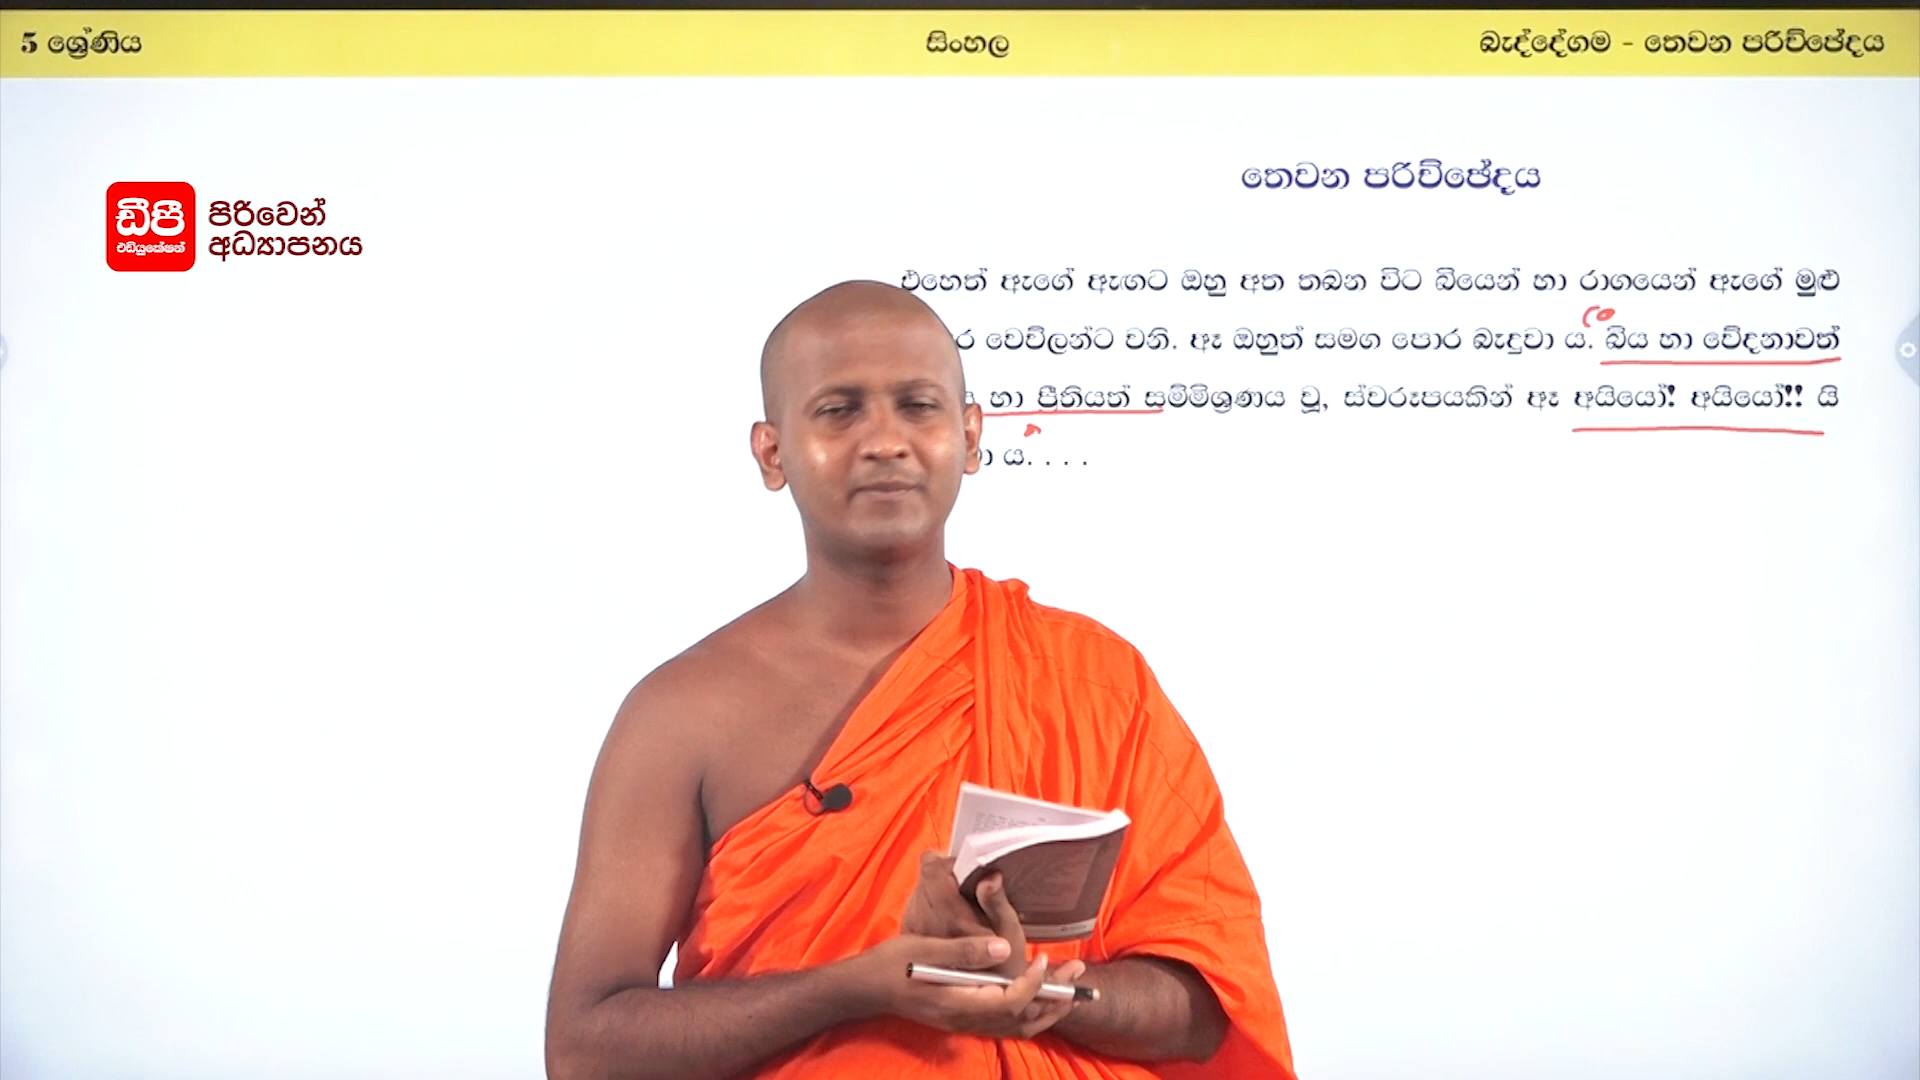 5 ශ්‍රේණිය
සිංහල
බැද්දේගම - තෙවන පරිච්ඡේදය
තෙවන පරිච්ඡේදය
ඩීපී
එඩියුකේෂන්
පිරිවෙන්
අධ්‍යාපනය
එහෙත් ඇගේ ඇඟට ඔහු අත තබන විට බියෙන් හා රාගයෙන් ඇගේ මුළු
වෙව්ලන්ට වනි. ඈ ඔහුත් සමග පොර බැදුවා ය. බිය හා වේදනාවත්
හා ප්‍රීතියත් සම්මිශ්‍රණය වූ, ස්වරූපයකින් ඈ අයියෝ! අයියෝ!! යි
ය. . . .